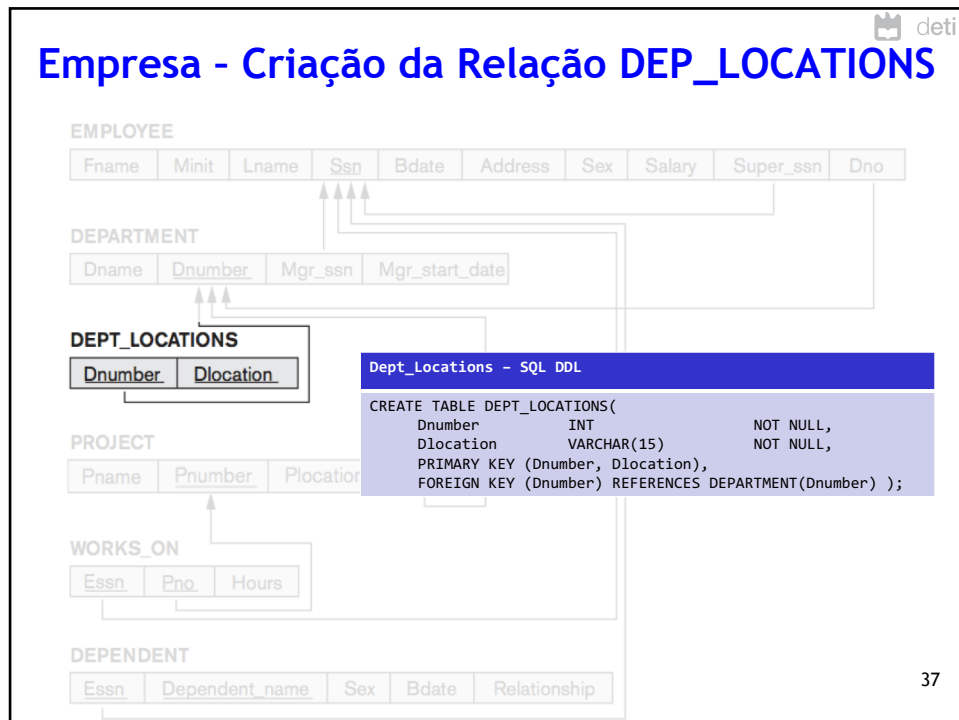 deti
Empresa – Criação da Relação DEP_LOCATIONS
EMPLOYEE
Fname Minit Lname Ssn Bdate Address Sex Salary Super_ssn Dno
DEPARTMENT
Dname Dnumber Mgr_ssn Mgr_start_date
DEPT_LOCATIONS
Dnumber Dlocation
Dept_Locations – SQL DDL
CREATE TABLE DEPT_LOCATIONS(
Dnumber INT NOT NULL,
Dlocation VARCHAR(15) NOT NULL,
PRIMARY KEY (Dnumber, Dlocation),
FOREIGN KEY (Dnumber) REFERENCES DEPARTMENT(Dnumber) );
PROJECT
Pname Pnumber Plocation
WORKS_ON
Essn Pno Hours
DEPENDENT
Essn Dependent_name Sex Bdate Relationship
37